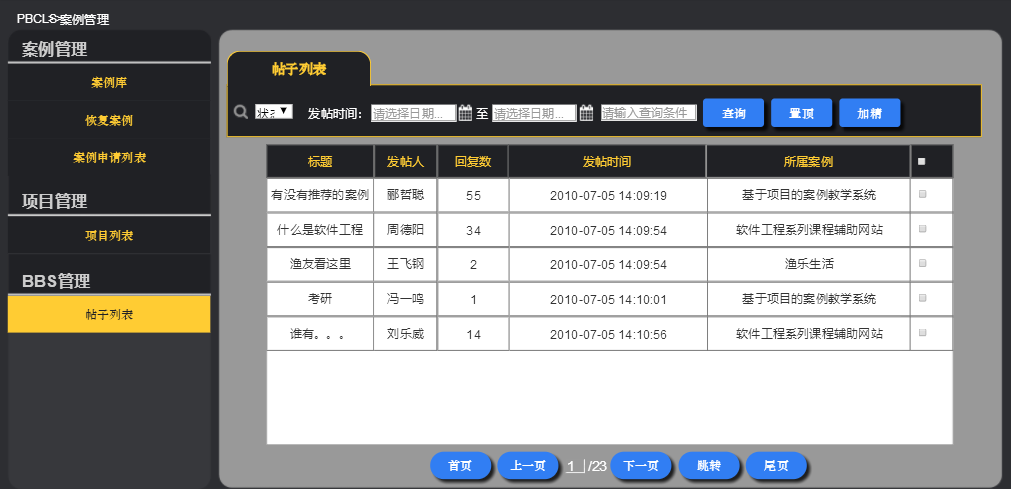 PBCLS-案例管理
案例管理
案例库
恢复案例
案例申请列表
项目管理
项目列表
BBS管理
帖子列表
帖子列表
发帖时间: 请选择日期... 至 请选择日期... 请输入查询条件 查询 置顶 加精
标题 发帖人 回复数 发帖时间 所属案例
有没有推荐的案例 郦哲聪 55 2010-07-05 14:09:19 基于项目的案例教学系统
什么是软件工程 周德阳 34 2010-07-05 14:09:54 软件工程系列课程辅助网站
渔友看这里 王飞钢 2 2010-07-05 14:09:54 渔乐生活
考研 冯一鸣 1 2010-07-05 14:10:01 基于项目的案例教学系统
谁有。。。 刘乐威 14 2010-07-05 14:10:56 软件工程系列课程辅助网站
首页 上一页 1 /23 下一页 跳转 尾页